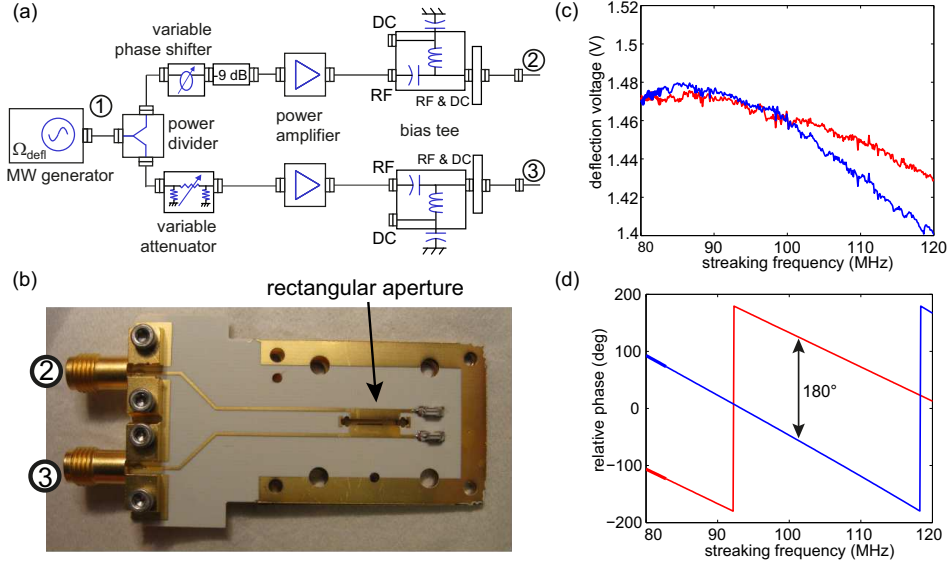 (a)
variable
phase shifter
-9 dB
DC
RF
RF & DC
②
①
Ω_defl
MW generator
power
divider
power
amplifier
bias tee
variable
attenuator
RF
RF & DC
DC
③
(b)
rectangular aperture
②
③
(c)
deflection voltage (V)
1.52
1.5
1.48
1.46
1.44
1.42
1.4
80
90
100
110
120
streaking frequency (MHz)
(d)
relative phase (deg)
200
100
0
−100
−200
180°
80
90
100
110
120
streaking frequency (MHz)